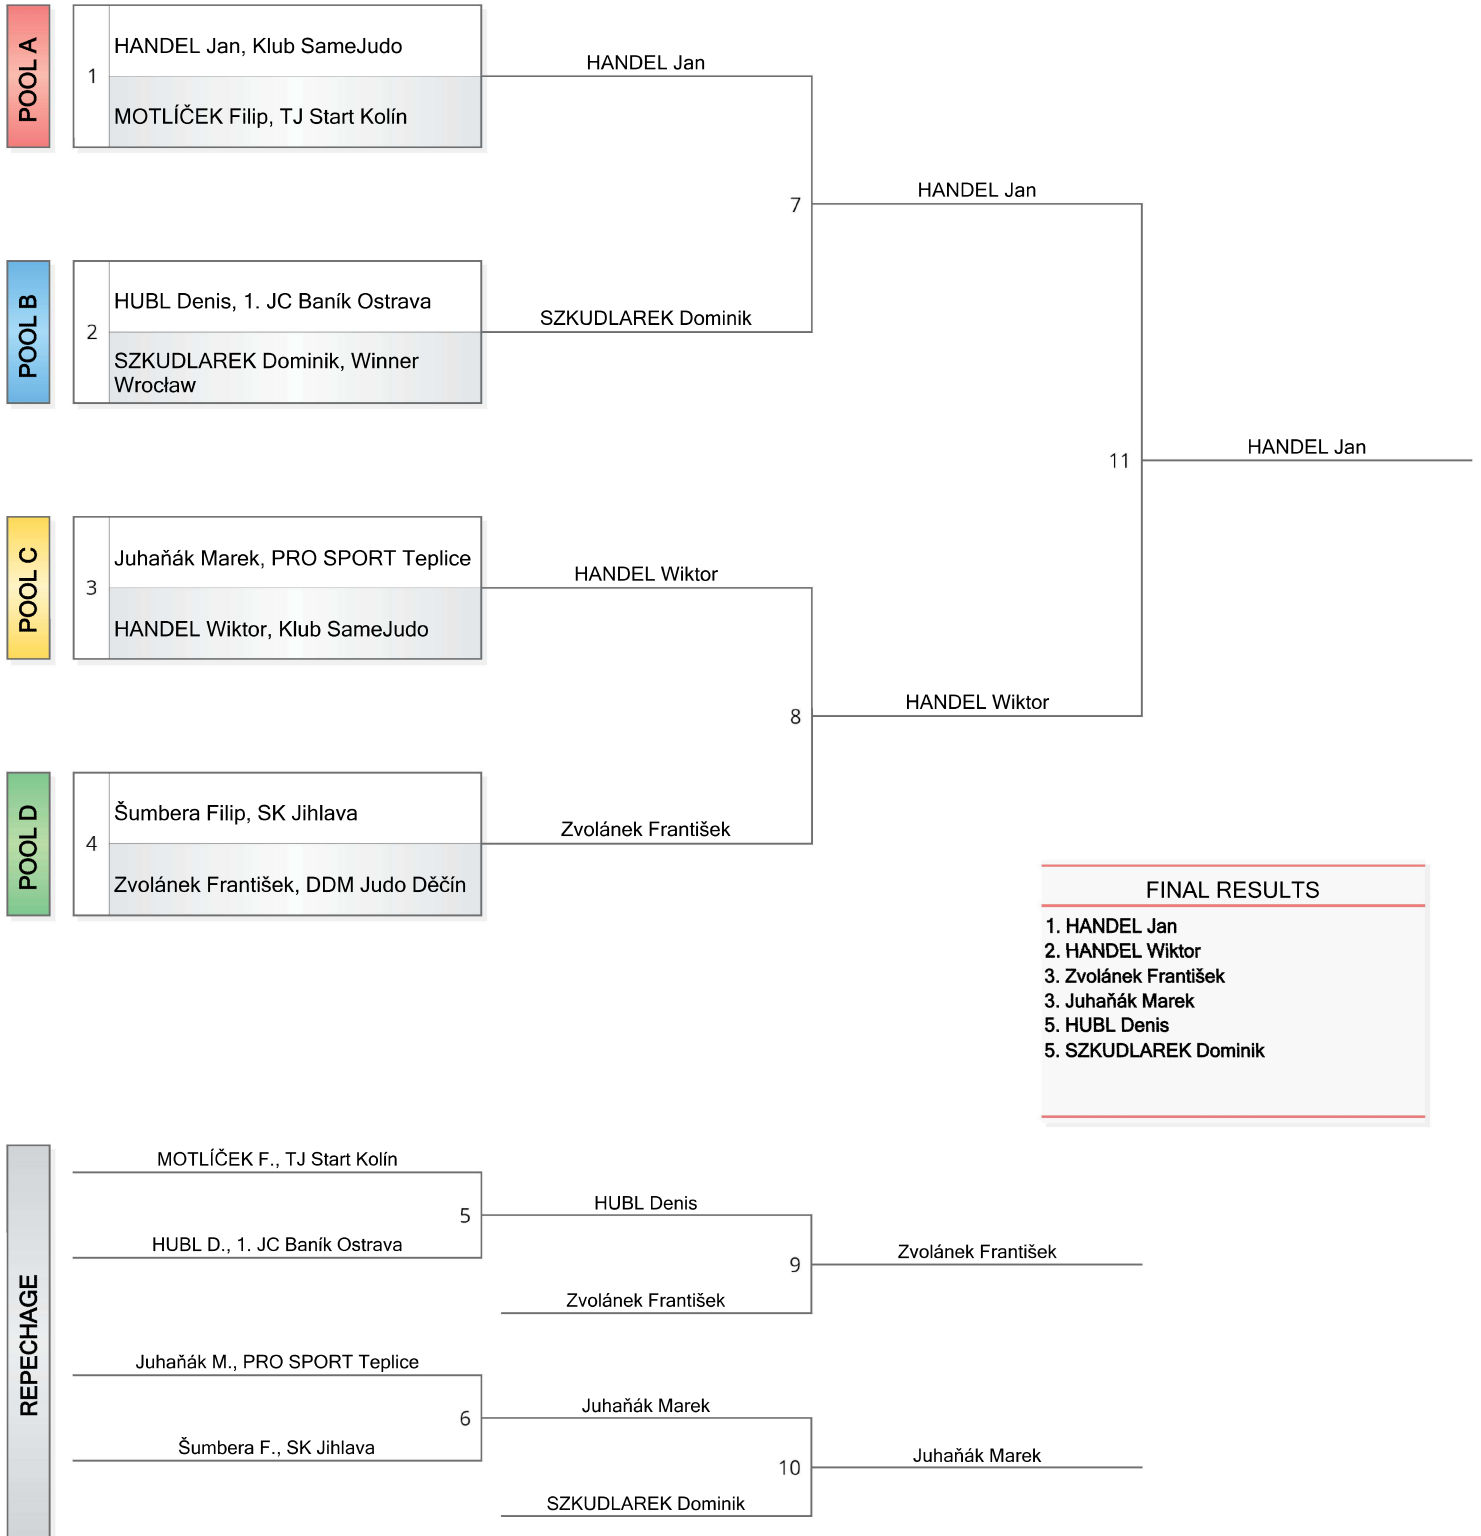 POOL A
1
HANDEL Jan, Klub SameJudo
MOTLÍČEK Filip, TJ Start Kolín
HANDEL Jan
7
HANDEL Jan
POOL B
2
HUBL Denis, 1. JC Baník Ostrava
SZKUDLAREK Dominik, Winner
Wrocław
SZKUDLAREK Dominik
11
HANDEL Jan
POOL C
3
Juhaňák Marek, PRO SPORT Teplice
HANDEL Wiktor, Klub SameJudo
HANDEL Wiktor
8
HANDEL Wiktor
POOL D
4
Šumbera Filip, SK Jihlava
Zvolánek František, DDM Judo Děčín
Zvolánek František
FINAL RESULTS
1. HANDEL Jan
2. HANDEL Wiktor
3. Zvolánek František
3. Juhaňák Marek
5. HUBL Denis
5. SZKUDLAREK Dominik
REPECHAGE
MOTLÍČEK F., TJ Start Kolín
5
HUBL D., 1. JC Baník Ostrava
HUBL Denis
9
Zvolánek František
Zvolánek František
Juhaňák M., PRO SPORT Teplice
6
Šumbera F., SK Jihlava
Juhaňák Marek
10
SZKUDLAREK Dominik
Juhaňák Marek